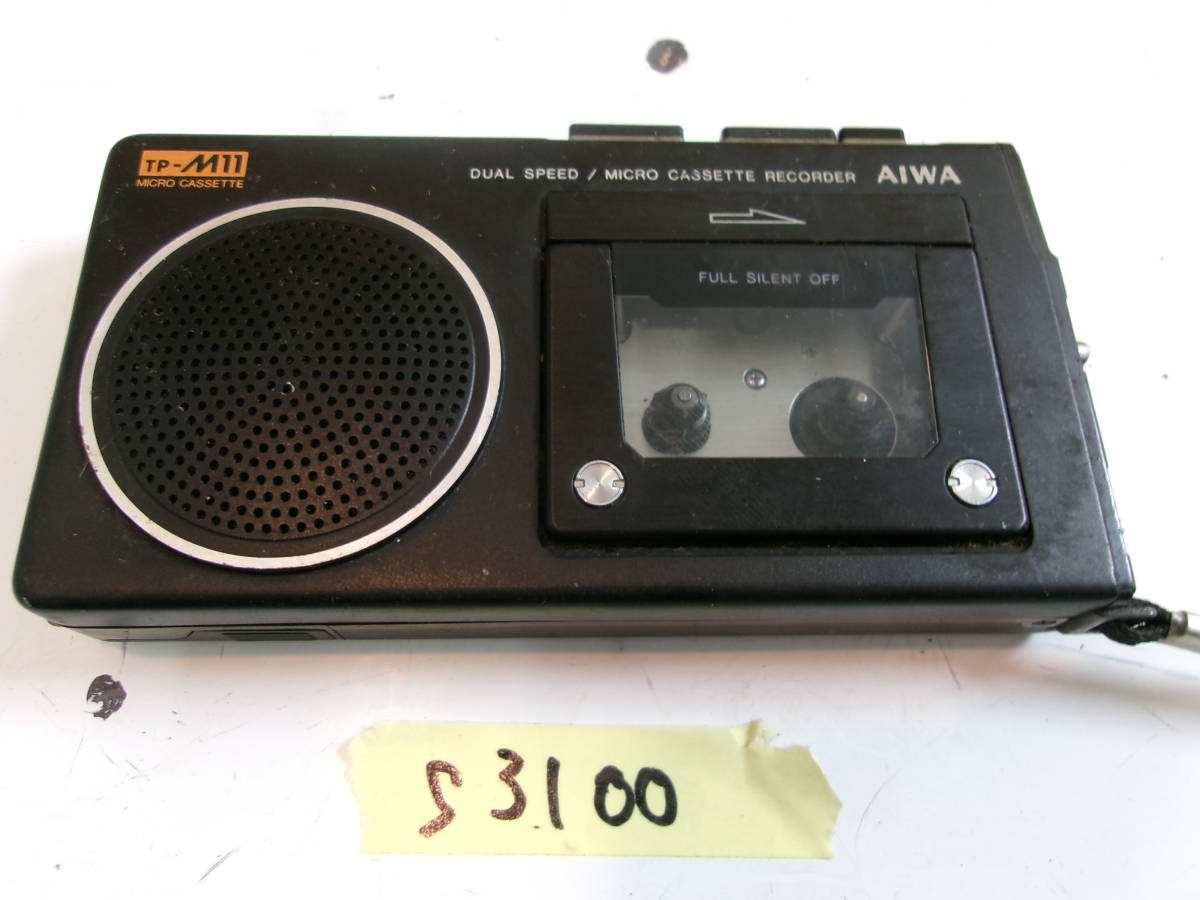 TP-M11
MICRO CASSETTE
DUAL SPEED / MICRO CASSETTE RECORDER AIWA
FULL SILENT OFF
S3100